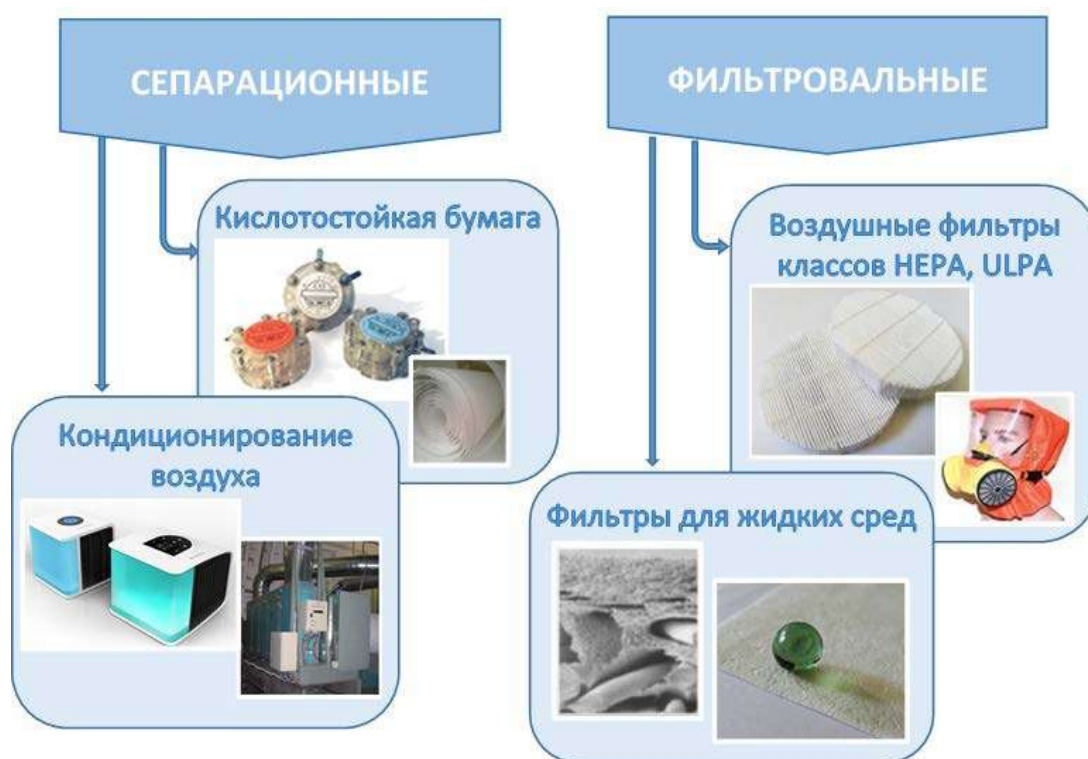 СЕПАРАЦИОННЫЕ
ФИЛЬТРОВАЛЬНЫЕ
Кислотостойкая бумага
Воздушные фильтры
классов HEPA, ULPA
Кондиционирование
воздуха
Фильтры для жидких сред